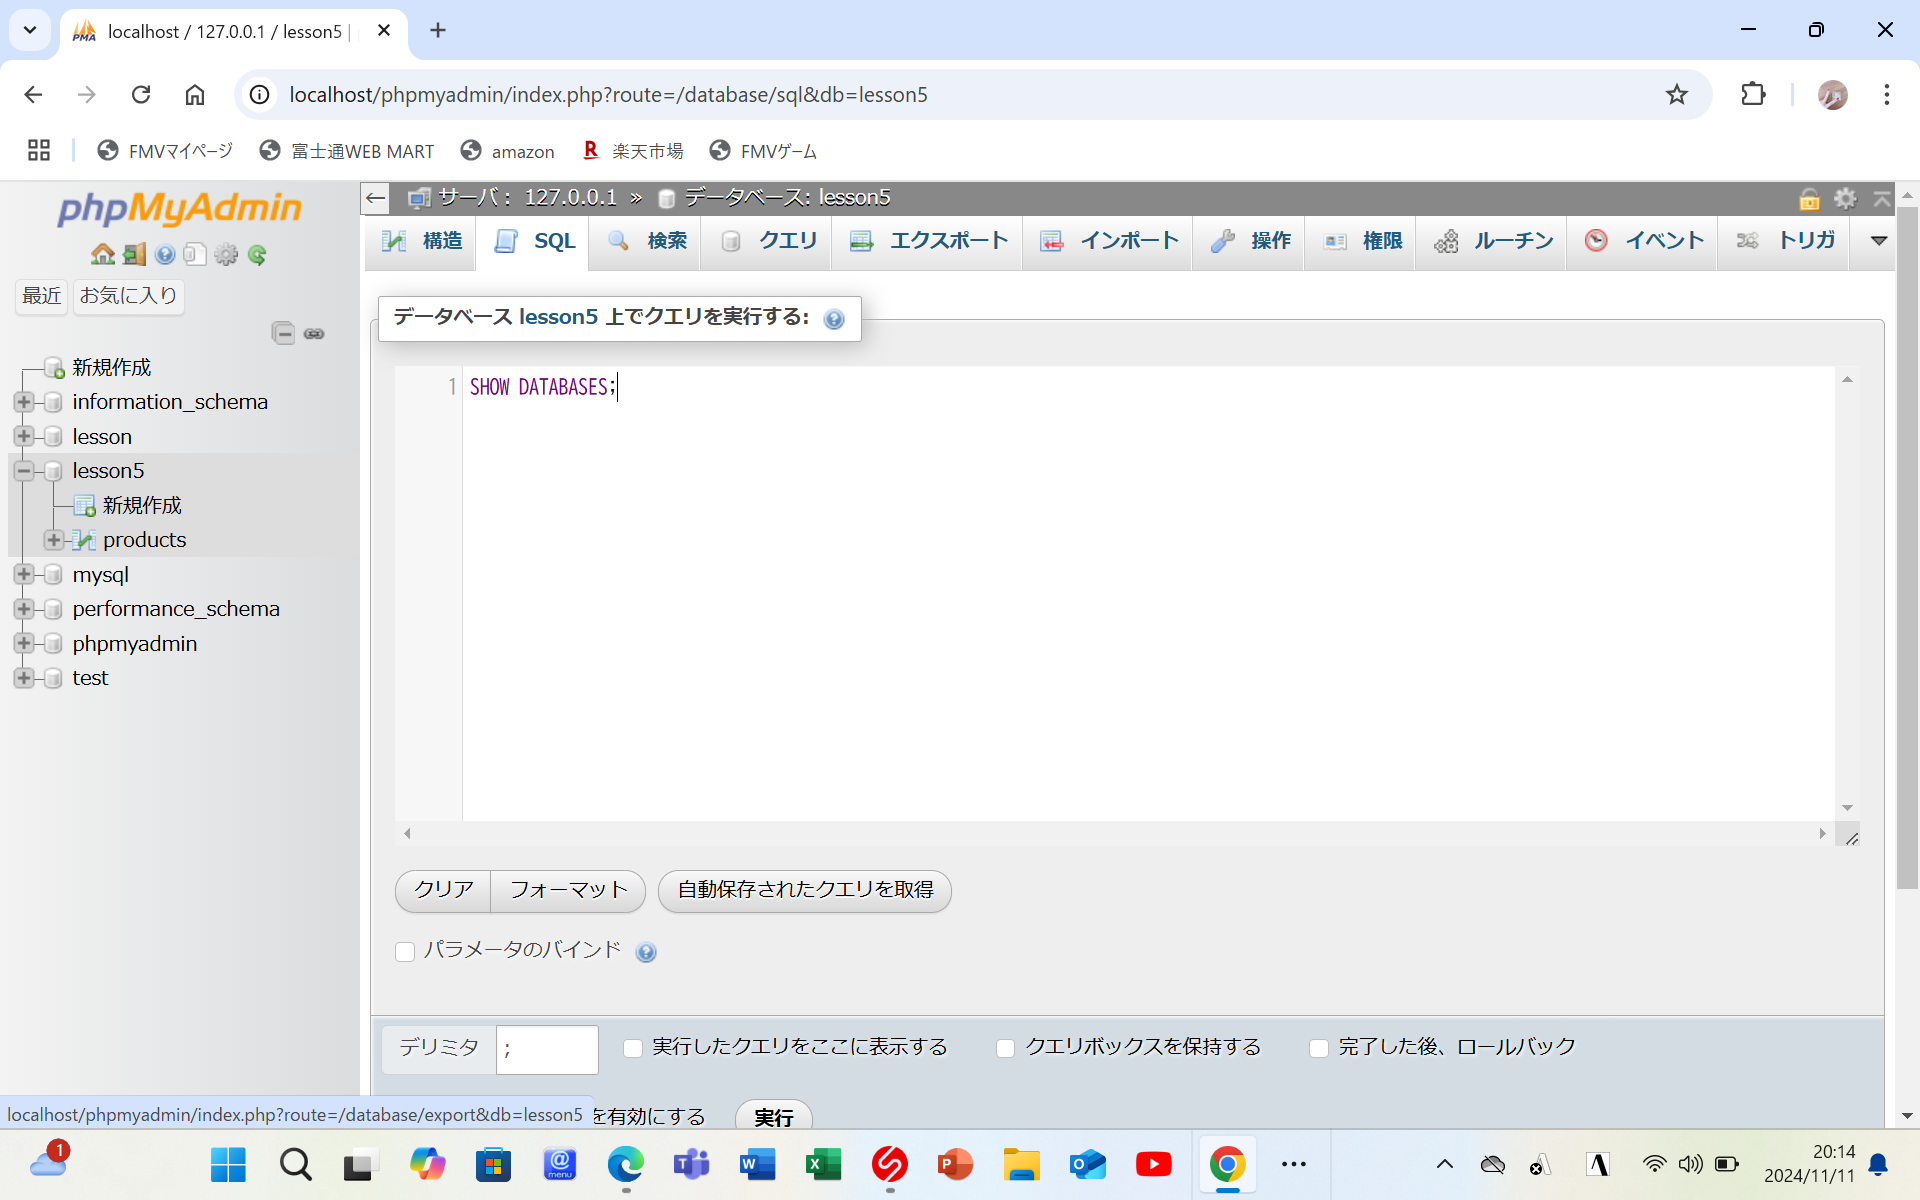 localhost / 127.0.0.1 / lesson5 |
localhost/phpmyadmin/index.php?route=/database/sql&db=lesson5
FMVマイページ 富士通WEB MART amazon R 楽天市場 FMVゲーム
phpMyAdmin
最近 お気に入り
新規作成
information_schema
lesson
lesson5
新規作成
products
mysql
performance_schema
phpmyadmin
test
サーバ: 127.0.0.1 » データベース: lesson5
構造 SQL 検索 クエリ エクスポート インポート 操作 権限 ルーチン イベント トリガ
データベース lesson5 上でクエリを実行する:
1 SHOW DATABASES;
クリア フォーマット 自動保存されたクエリを取得
パラメータのバインド
デリミタ ; 実行したクエリをここに表示する クエリボックスを保持する 完了した後、ロールバック
を有効にする 実行
localhost/phpmyadmin/index.php?route=/database/export&db=lesson5
1
20:14
2024/11/11